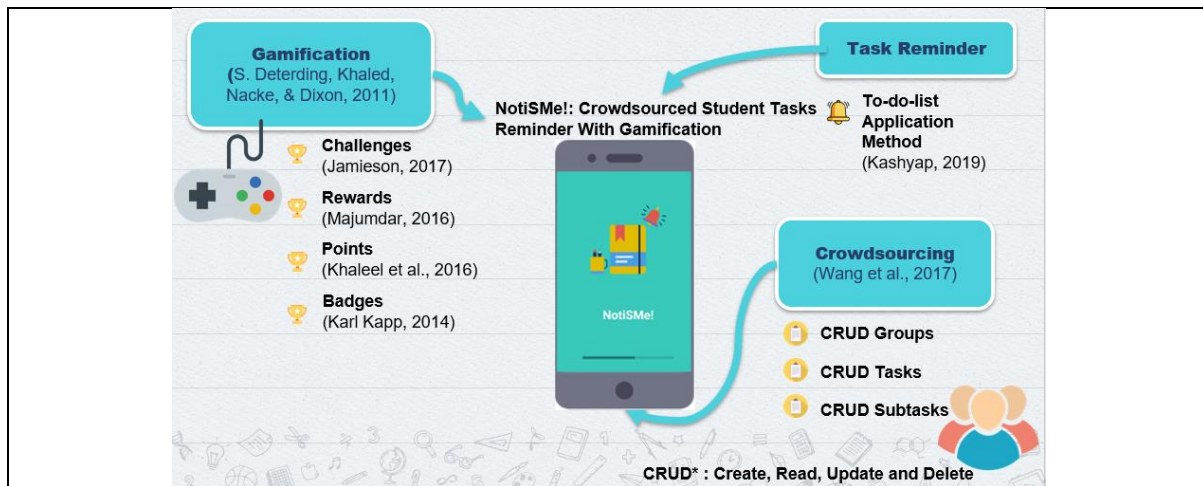 Gamification
(S. Deterding, Khaled,
Nacke, & Dixon, 2011)
Challenges
(Jamieson, 2017)
Rewards
(Majumdar, 2016)
Points
(Khaleel et al., 2016)
Badges
(Karl Kapp, 2014)
NotiSMe!: Crowdsourced Student Tasks
Reminder With Gamification
NotiSMe!
Task Reminder
To-do-list
Application
Method
(Kashyap, 2019)
Crowdsourcing
(Wang et al., 2017)
CRUD Groups
CRUD Tasks
CRUD Subtasks
CRUD* : Create, Read, Update and Delete